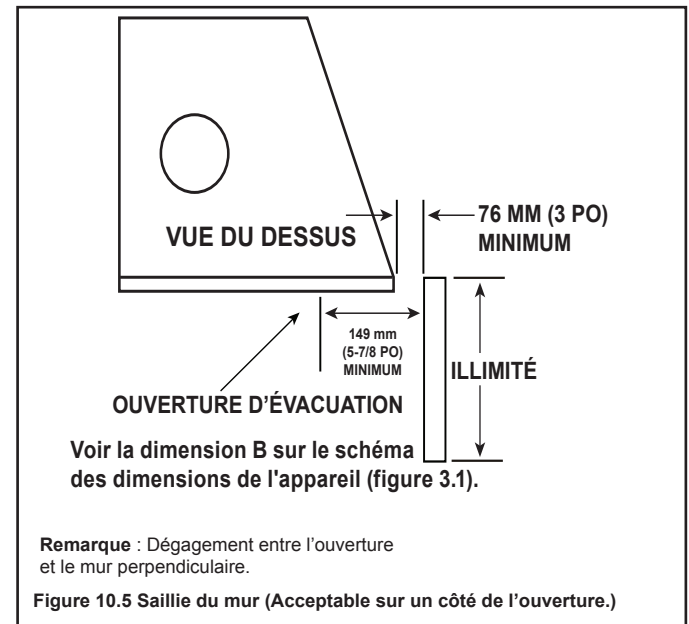 76 MM (3 PO)
MINIMUM
VUE DU DESSUS
149 mm
(5-7/8 PO)
MINIMUM
ILLIMITÉ
OUVERTURE D'ÉVACUATION
Voir la dimension B sur le schéma
des dimensions de l'appareil (figure 3.1).
Remarque : Dégagement entre l’ouverture
et le mur perpendiculaire.
Figure 10.5 Saillie du mur (Acceptable sur un côté de l’ouverture.)